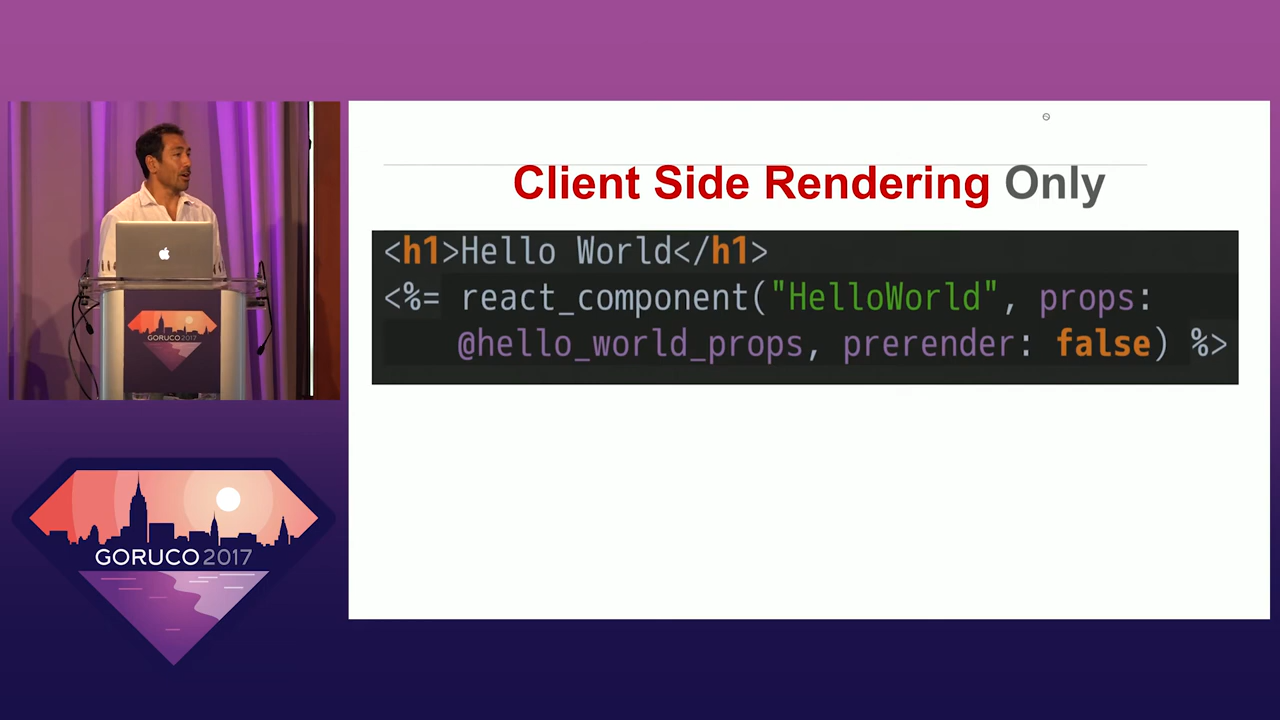 Client Side Rendering Only
<h1>Hello World</h1>
<%= react_component("HelloWorld", props:
@hello_world_props, prerender: false) %>
GORUCO 2017
GORUCO 2017